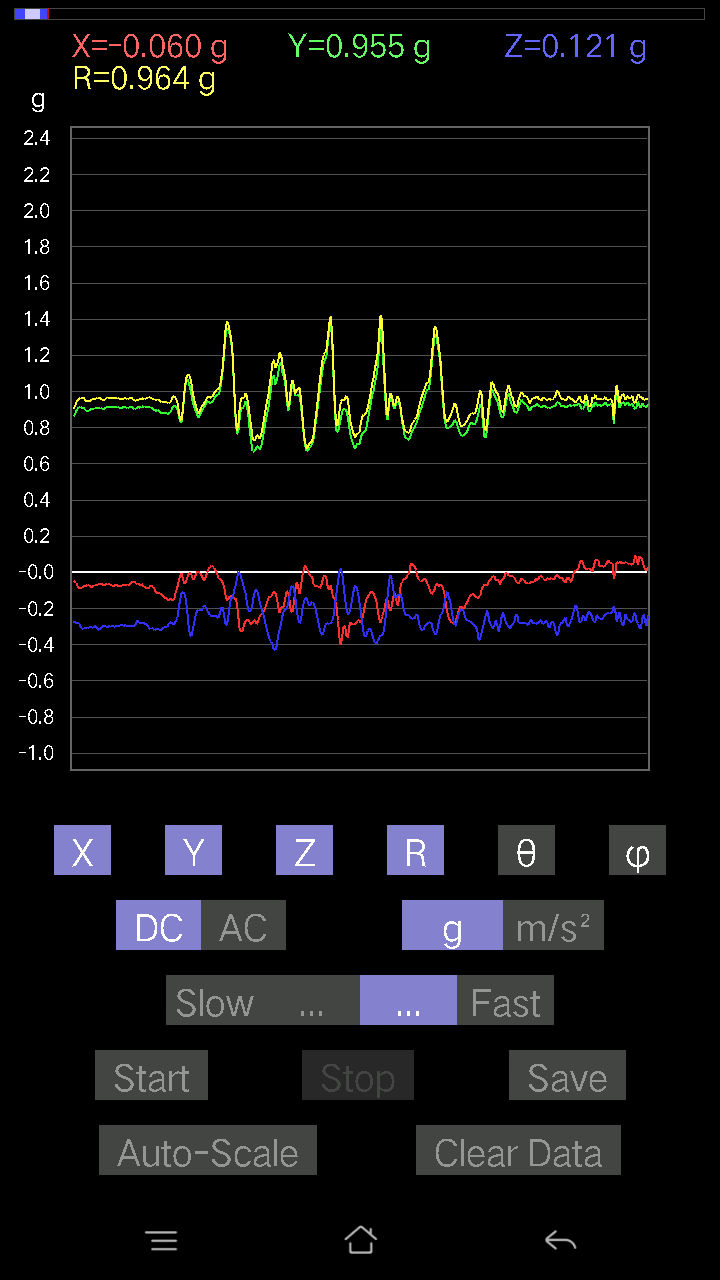 X=-0.060 g Y=0.955 g Z=0.121 g
R=0.964 g
g
2.4
2.2
2.0
1.8
1.6
1.4
1.2
1.0
0.8
0.6
0.4
0.2
-0.0
-0.2
-0.4
-0.6
-0.8
-1.0
X Y Z R θ φ
DC AC g m/s²
Slow ... ... Fast
Start Stop Save
Auto-Scale Clear Data